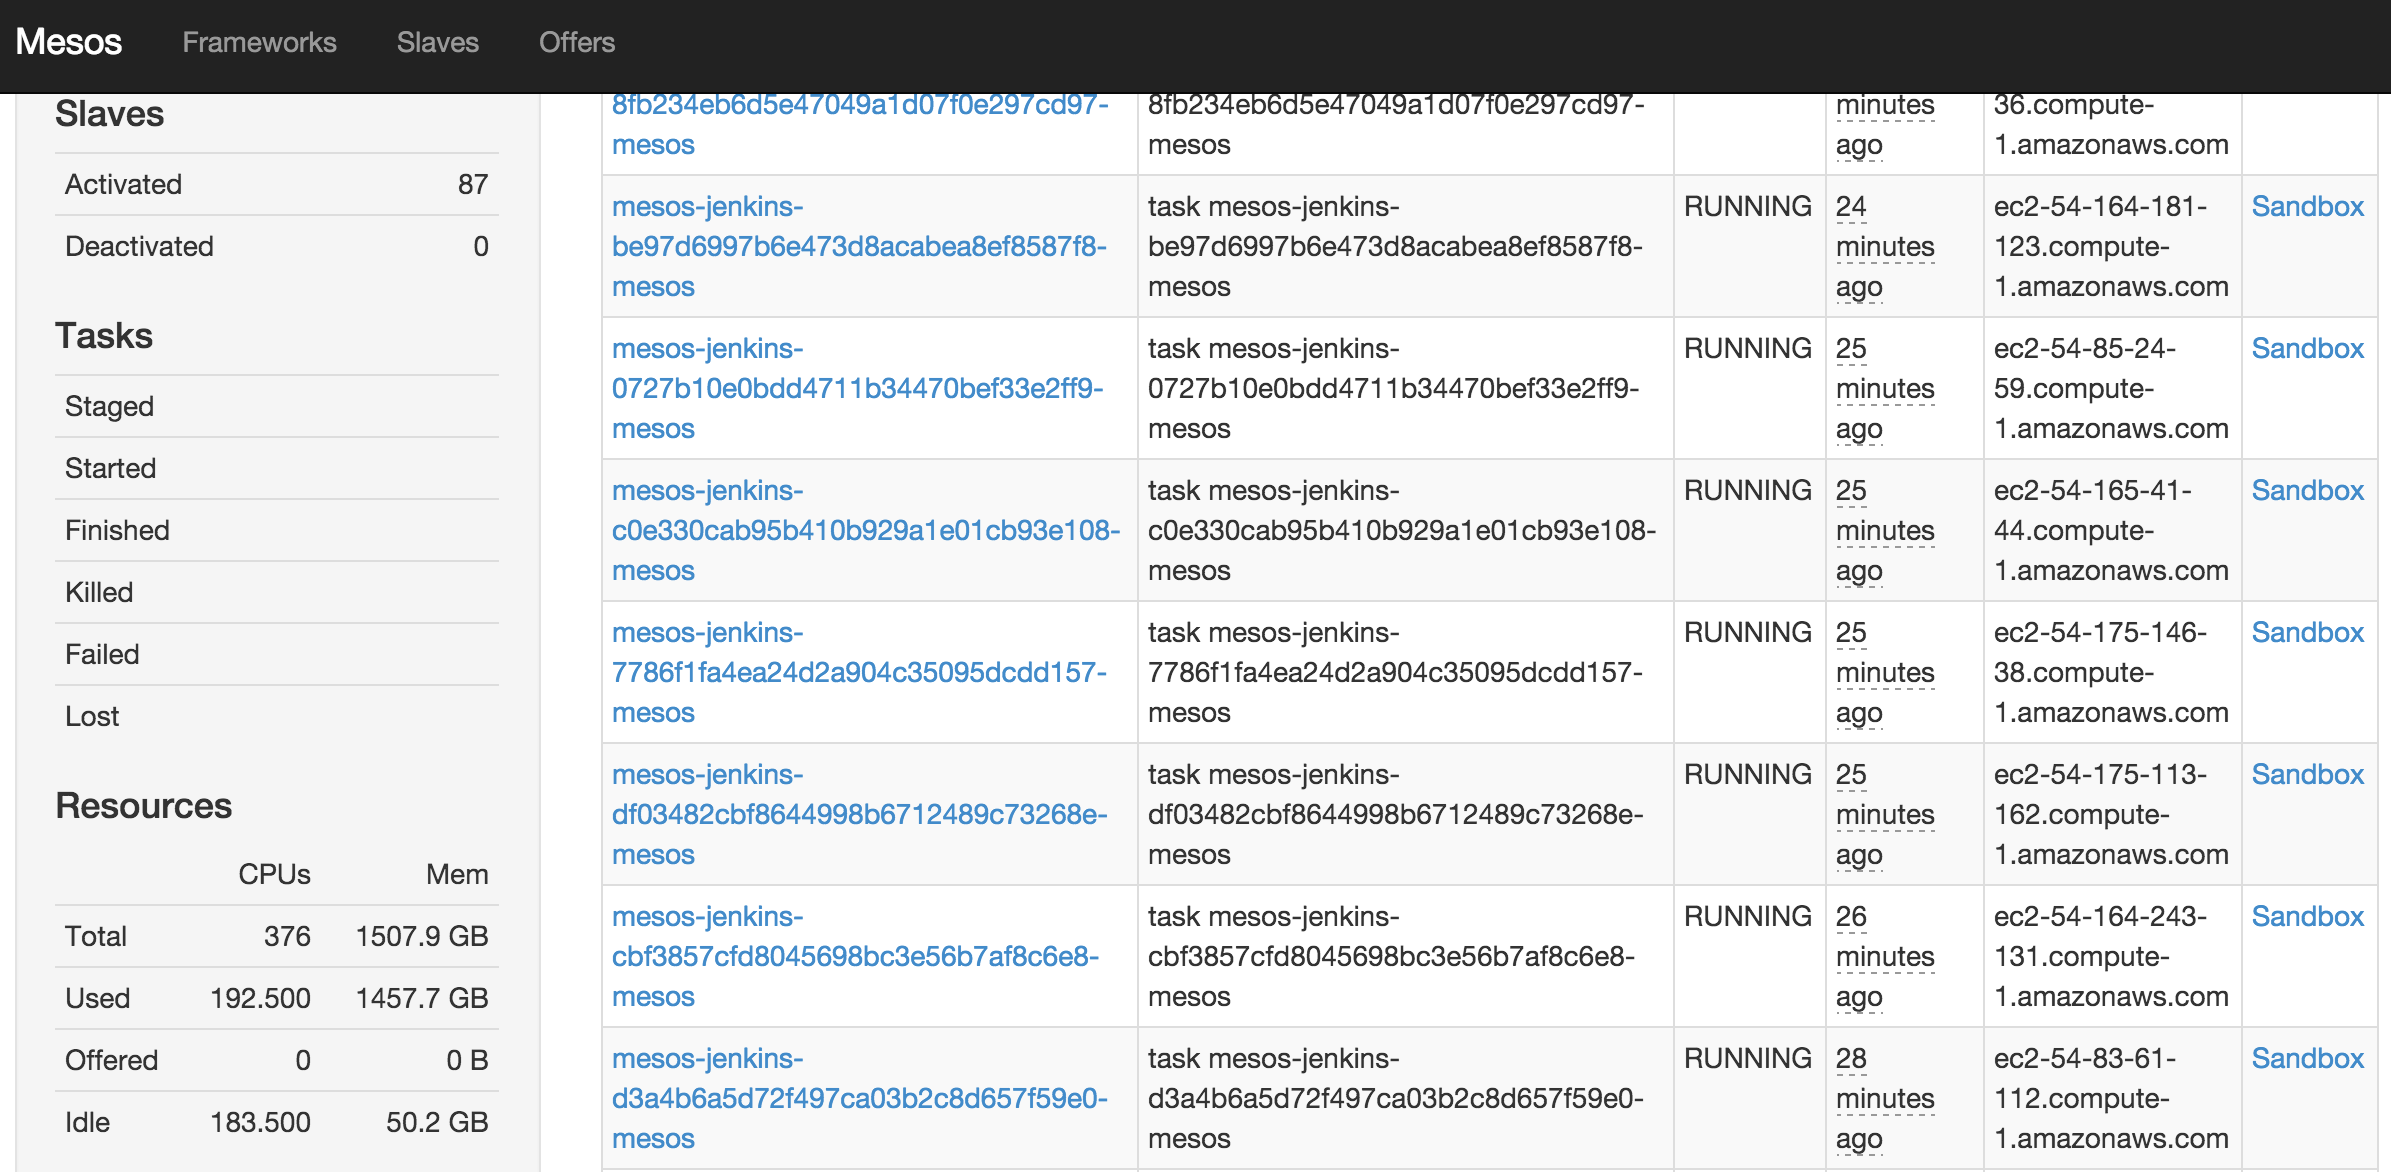 Mesos Frameworks Slaves Offers
Slaves
Activated 87
Deactivated 0
Tasks
Staged
Started
Finished
Killed
Failed
Lost
Resources
CPUs Mem
Total 376 1507.9 GB
Used 192.500 1457.7 GB
Offered 0 0 B
Idle 183.500 50.2 GB
8fb234eb6d5e47049a1d07f0e297cd97- 8fb234eb6d5e47049a1d07f0e297cd97- minutes 36.compute-
mesos mesos ago 1.amazonaws.com
mesos-jenkins- task mesos-jenkins- RUNNING 24 ec2-54-164-181- Sandbox
be97d6997b6e473d8acabea8ef8587f8- be97d6997b6e473d8acabea8ef8587f8- minutes 123.compute-
mesos mesos ago 1.amazonaws.com
mesos-jenkins- task mesos-jenkins- RUNNING 25 ec2-54-85-24- Sandbox
0727b10e0bdd4711b34470bef33e2ff9- 0727b10e0bdd4711b34470bef33e2ff9- minutes 59.compute-
mesos mesos ago 1.amazonaws.com
mesos-jenkins- task mesos-jenkins- RUNNING 25 ec2-54-165-41- Sandbox
c0e330cab95b410b929a1e01cb93e108- c0e330cab95b410b929a1e01cb93e108- minutes 44.compute-
mesos mesos ago 1.amazonaws.com
mesos-jenkins- task mesos-jenkins- RUNNING 25 ec2-54-175-146- Sandbox
7786f1fa4ea24d2a904c35095dcdd157- 7786f1fa4ea24d2a904c35095dcdd157- minutes 38.compute-
mesos mesos ago 1.amazonaws.com
mesos-jenkins- task mesos-jenkins- RUNNING 25 ec2-54-175-113- Sandbox
df03482cbf8644998b6712489c73268e- df03482cbf8644998b6712489c73268e- minutes 162.compute-
mesos mesos ago 1.amazonaws.com
mesos-jenkins- task mesos-jenkins- RUNNING 26 ec2-54-164-243- Sandbox
cbf3857cfd8045698bc3e56b7af8c6e8- cbf3857cfd8045698bc3e56b7af8c6e8- minutes 131.compute-
mesos mesos ago 1.amazonaws.com
mesos-jenkins- task mesos-jenkins- RUNNING 28 ec2-54-83-61- Sandbox
d3a4b6a5d72f497ca03b2c8d657f59e0- d3a4b6a5d72f497ca03b2c8d657f59e0- minutes 112.compute-
mesos mesos ago 1.amazonaws.com